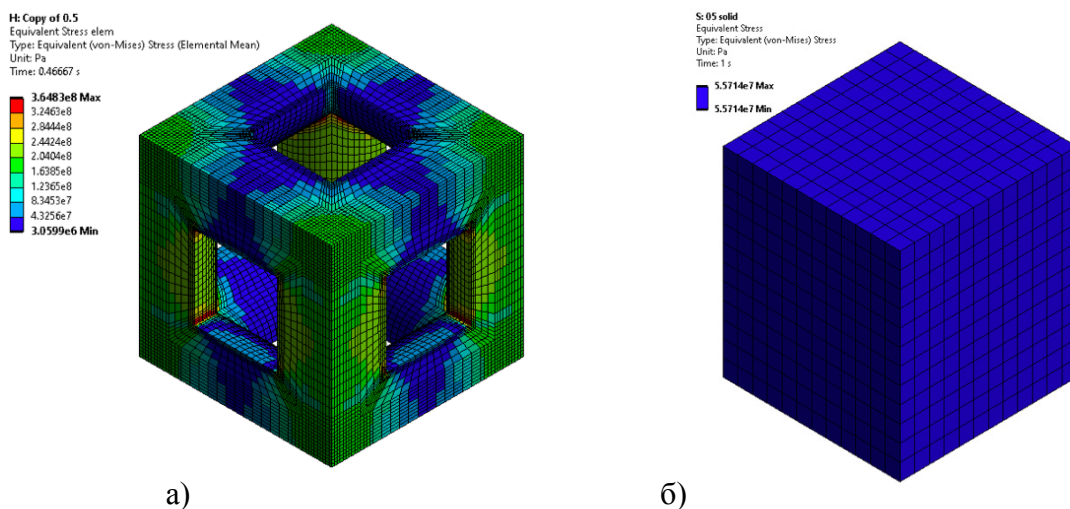 H: Copy of 0.5
Equivalent Stress elem
Type: Equivalent (von-Mises) Stress (Elemental Mean)
Unit: Pa
Time: 0.46667 s
3.6483e8 Max
3.2463e8
2.8444e8
2.4424e8
2.0404e8
1.6385e8
1.2365e8
8.3453e7
4.3256e7
3.0599e6 Min
S: 05 solid
Equivalent Stress
Type: Equivalent (von-Mises) Stress
Unit: Pa
Time: 1 s
5.5714e7 Max
5.5714e7 Min
а)
б)